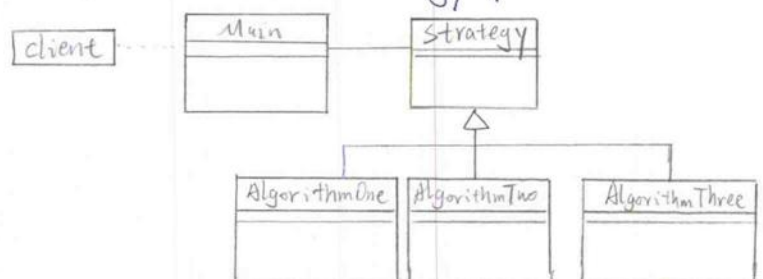 client
Main
strategy
AlgorithmOne
AlgorithmTwo
AlgorithmThree